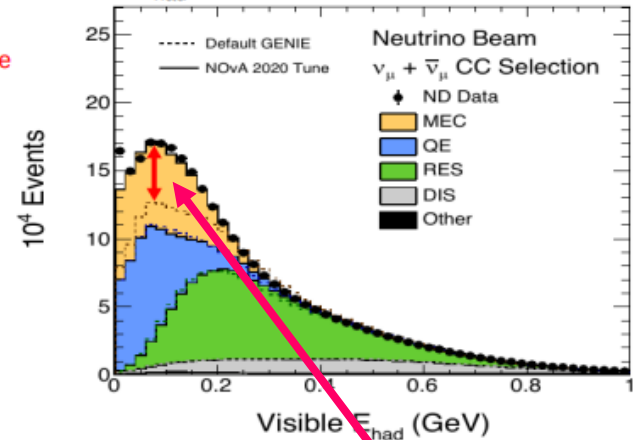 e
25
20
15
10
5
0
10⁴ Events
Default GENIE
NOvA 2020 Tune
Neutrino Beam
νμ + ν̅μ CC Selection
ND Data
MEC
QE
RES
DIS
Other
0 0.2 0.4 0.6 0.8 1
Visible Ehad (GeV)